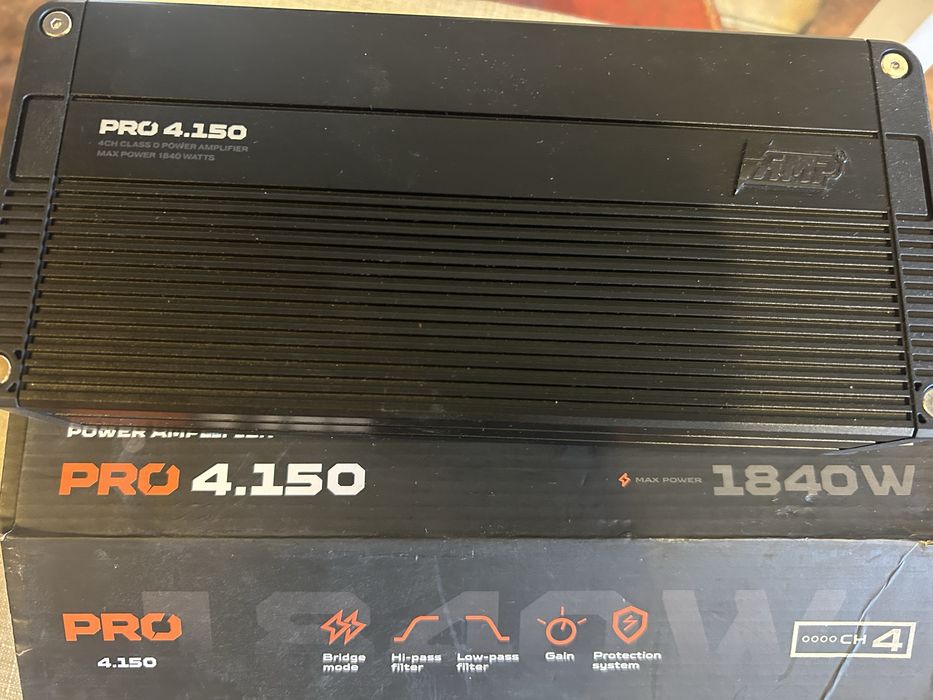 PRO 4.150
4CH CLASS D POWER AMPLIFIER
MAX POWER 1840 WATTS
AMP
POWER AMPLIFIER
PRO 4.150
MAX POWER 1840W
1840W
PRO
4.150
Bridge mode
Hi-pass filter
Low-pass filter
Gain
Protection system
CH 4